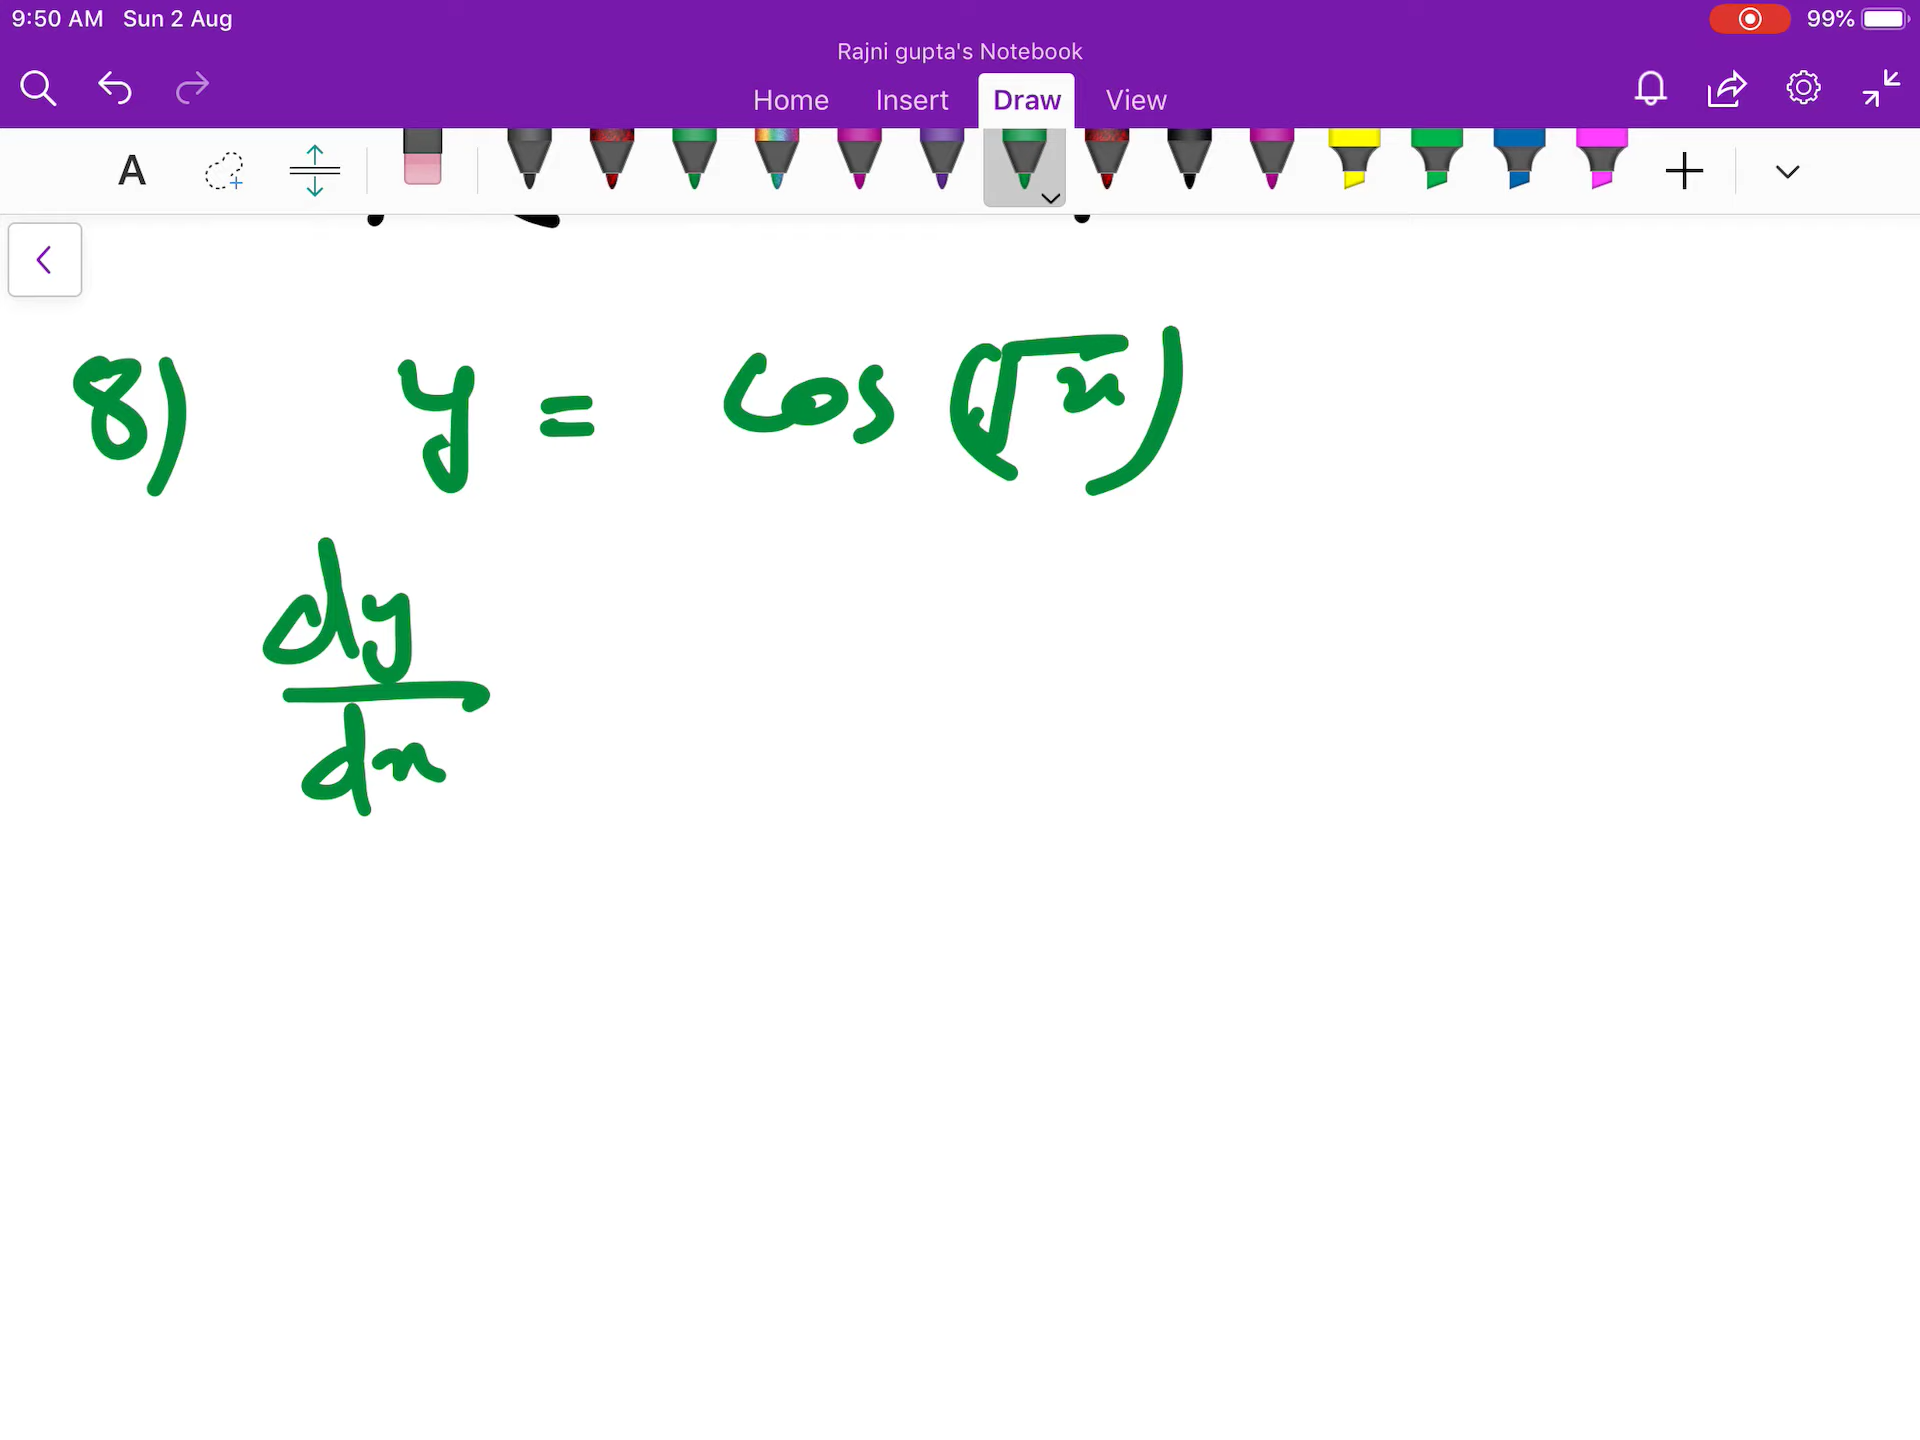 9:50 AM Sun 2 Aug 99%
Rajni gupta's Notebook
Home Insert Draw View
A
8) y = cos (√x)
dy
dx